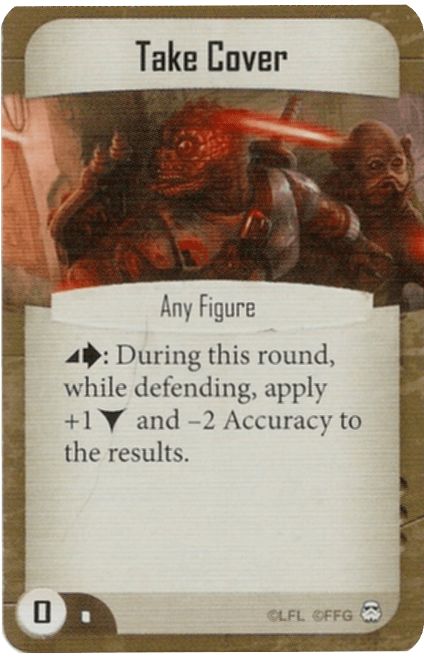 Take Cover
Any Figure
: During this round,
while defending, apply
+1 and –2 Accuracy to
the results.
0
©LFL ©FFG